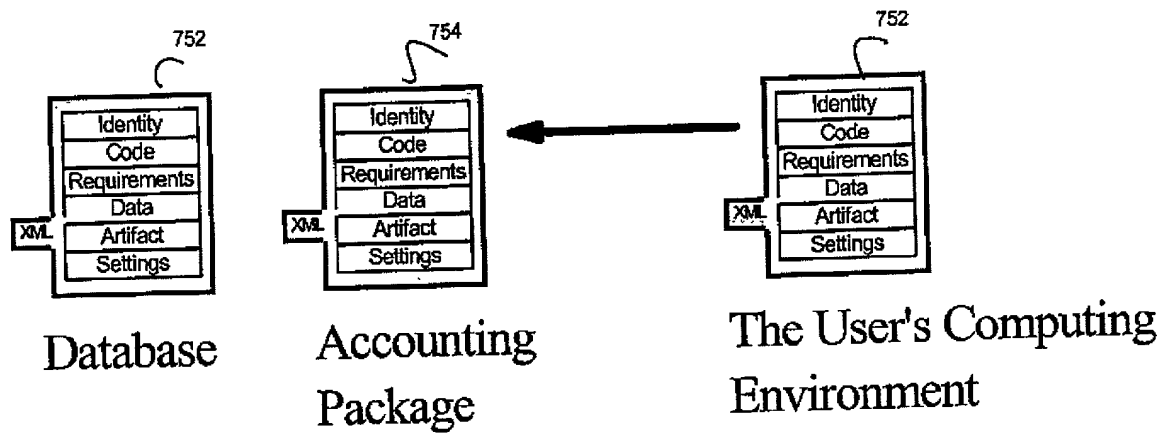 752
Identity
Code
Requirements
Data
XML
Artifact
Settings
Database
754
Identity
Code
Requirements
Data
XML
Artifact
Settings
Accounting
Package
752
Identity
Code
Requirements
Data
XML
Artifact
Settings
The User's Computing
Environment